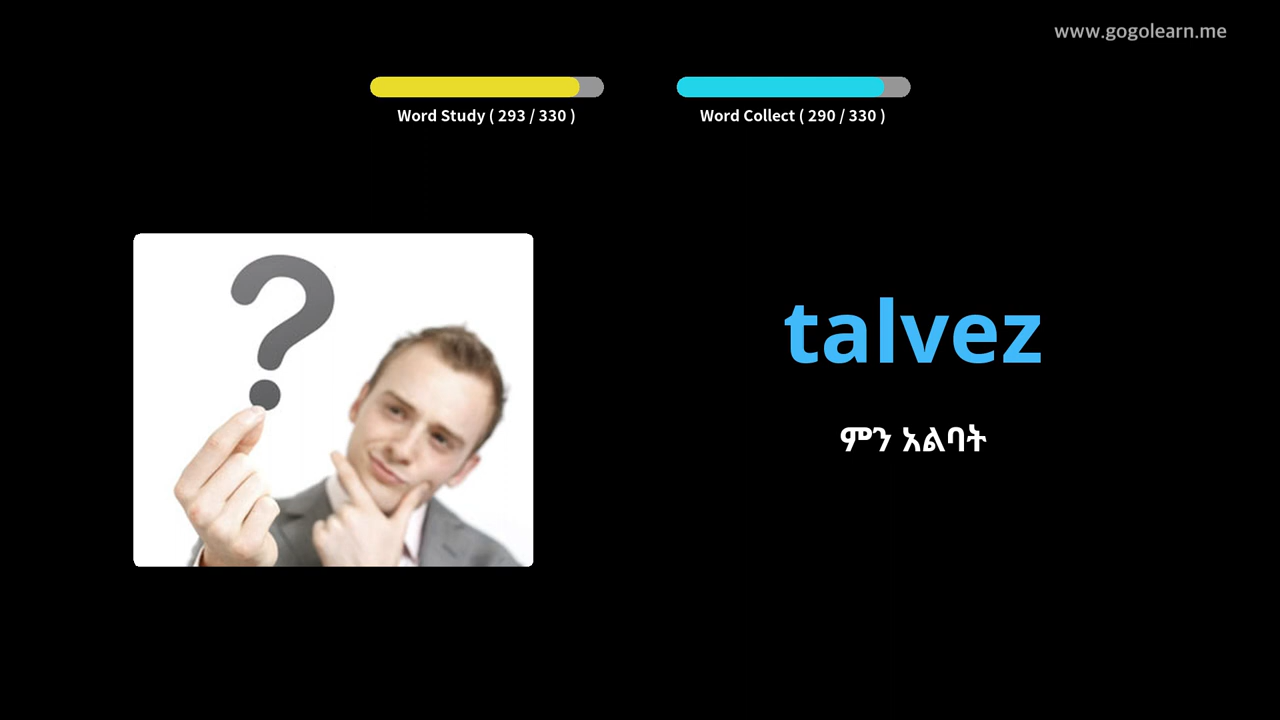 www.gogolearn.me
Word Study ( 293 / 330 )
Word Collect ( 290 / 330 )
?
talvez
ምን አልባት